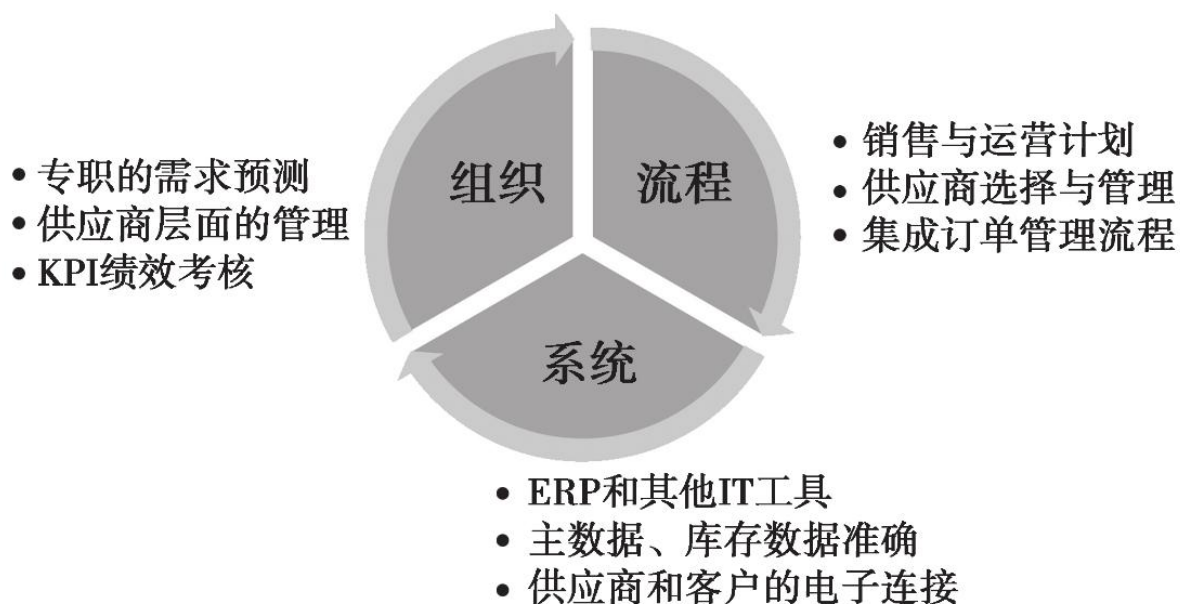 组织
• 专职的需求预测
• 供应商层面的管理
• KPI绩效考核
流程
• 销售与运营计划
• 供应商选择与管理
• 集成订单管理流程
系统
• ERP和其他IT工具
• 主数据、库存数据准确
• 供应商和客户的电子连接